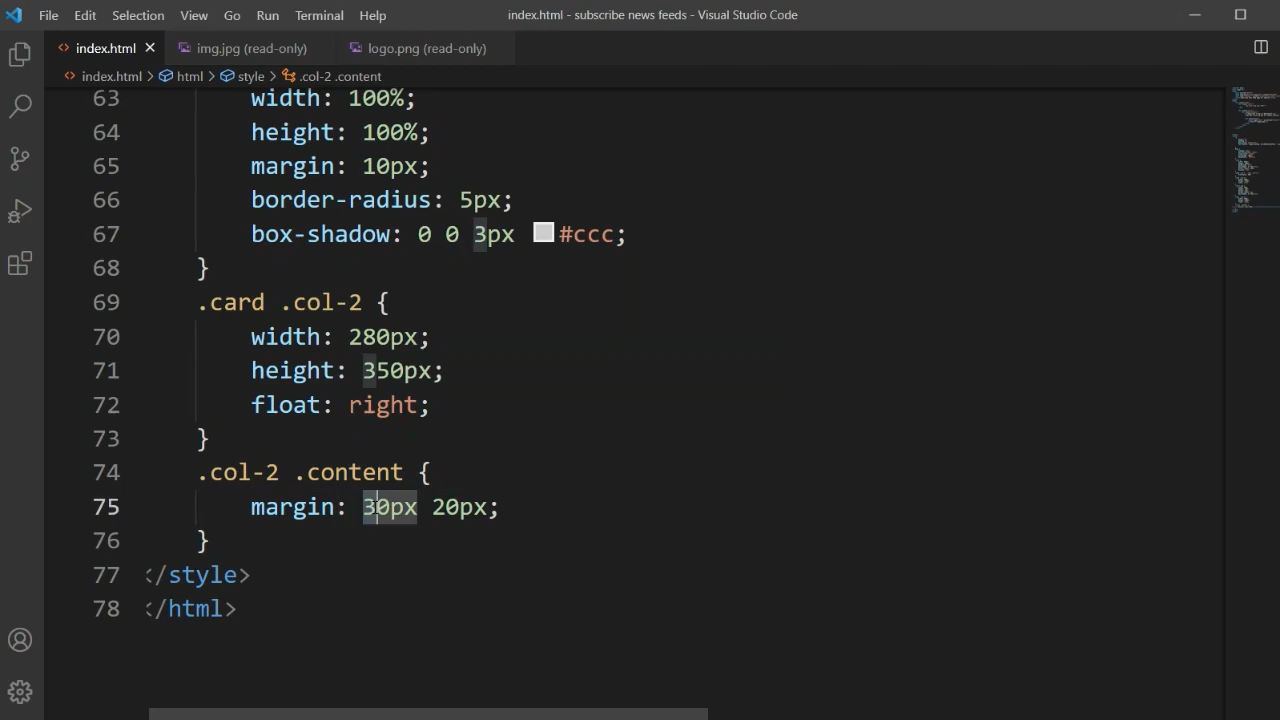 File Edit Selection View Go Run Terminal Help index.html - subscribe news feeds - Visual Studio Code
index.html img.jpg (read-only) logo.png (read-only)
index.html > html > style > .col-2 .content
63 width: 100%;
64 height: 100%;
65 margin: 10px;
66 border-radius: 5px;
67 box-shadow: 0 0 3px #ccc;
68 }
69 .card .col-2 {
70 width: 280px;
71 height: 350px;
72 float: right;
73 }
74 .col-2 .content {
75 margin: 30px 20px;
76 }
77 </style>
78 </html>